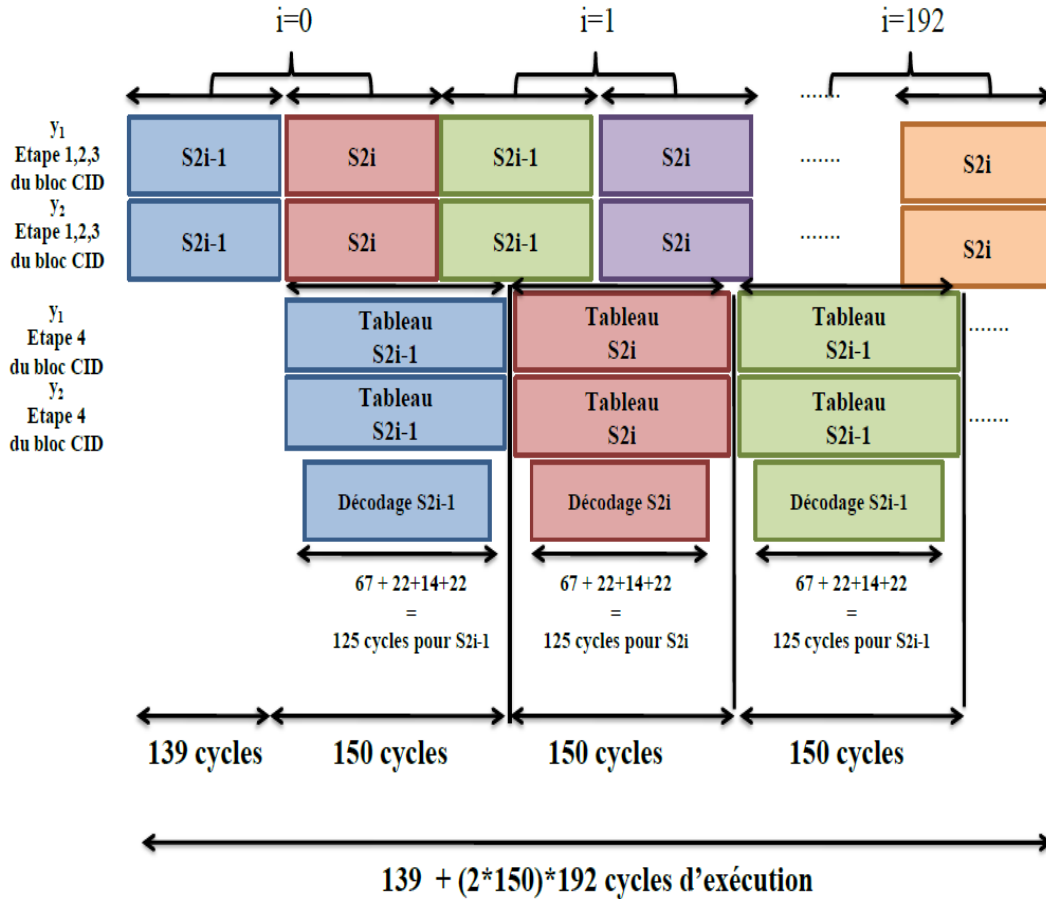 i=0 i=1 i=192
.......
y1
Etape 1,2,3
du bloc CID
S2i-1 S2i S2i-1 S2i ....... S2i
y2
Etape 1,2,3
du bloc CID
S2i-1 S2i S2i-1 S2i ....... S2i
y1
Etape 4
du bloc CID
Tableau Tableau Tableau .......
S2i-1 S2i S2i-1
y2
Etape 4
du bloc CID
Tableau Tableau Tableau .......
S2i-1 S2i S2i-1
Décodage S2i-1 Décodage S2i Décodage S2i-1
67 + 22+14+22 67 + 22+14+22 67 + 22+14+22
= = =
125 cycles pour S2i-1 125 cycles pour S2i 125 cycles pour S2i-1
139 cycles 150 cycles 150 cycles 150 cycles
139 + (2*150)*192 cycles d’exécution